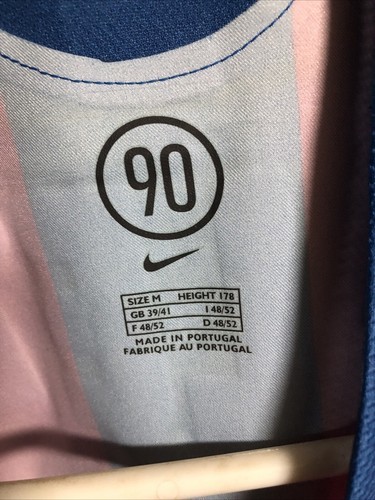 90
SIZE M HEIGHT 178
GB 39/41 I 48/52
F 48/52 D 48/52
MADE IN PORTUGAL
FABRIQUE AU PORTUGAL